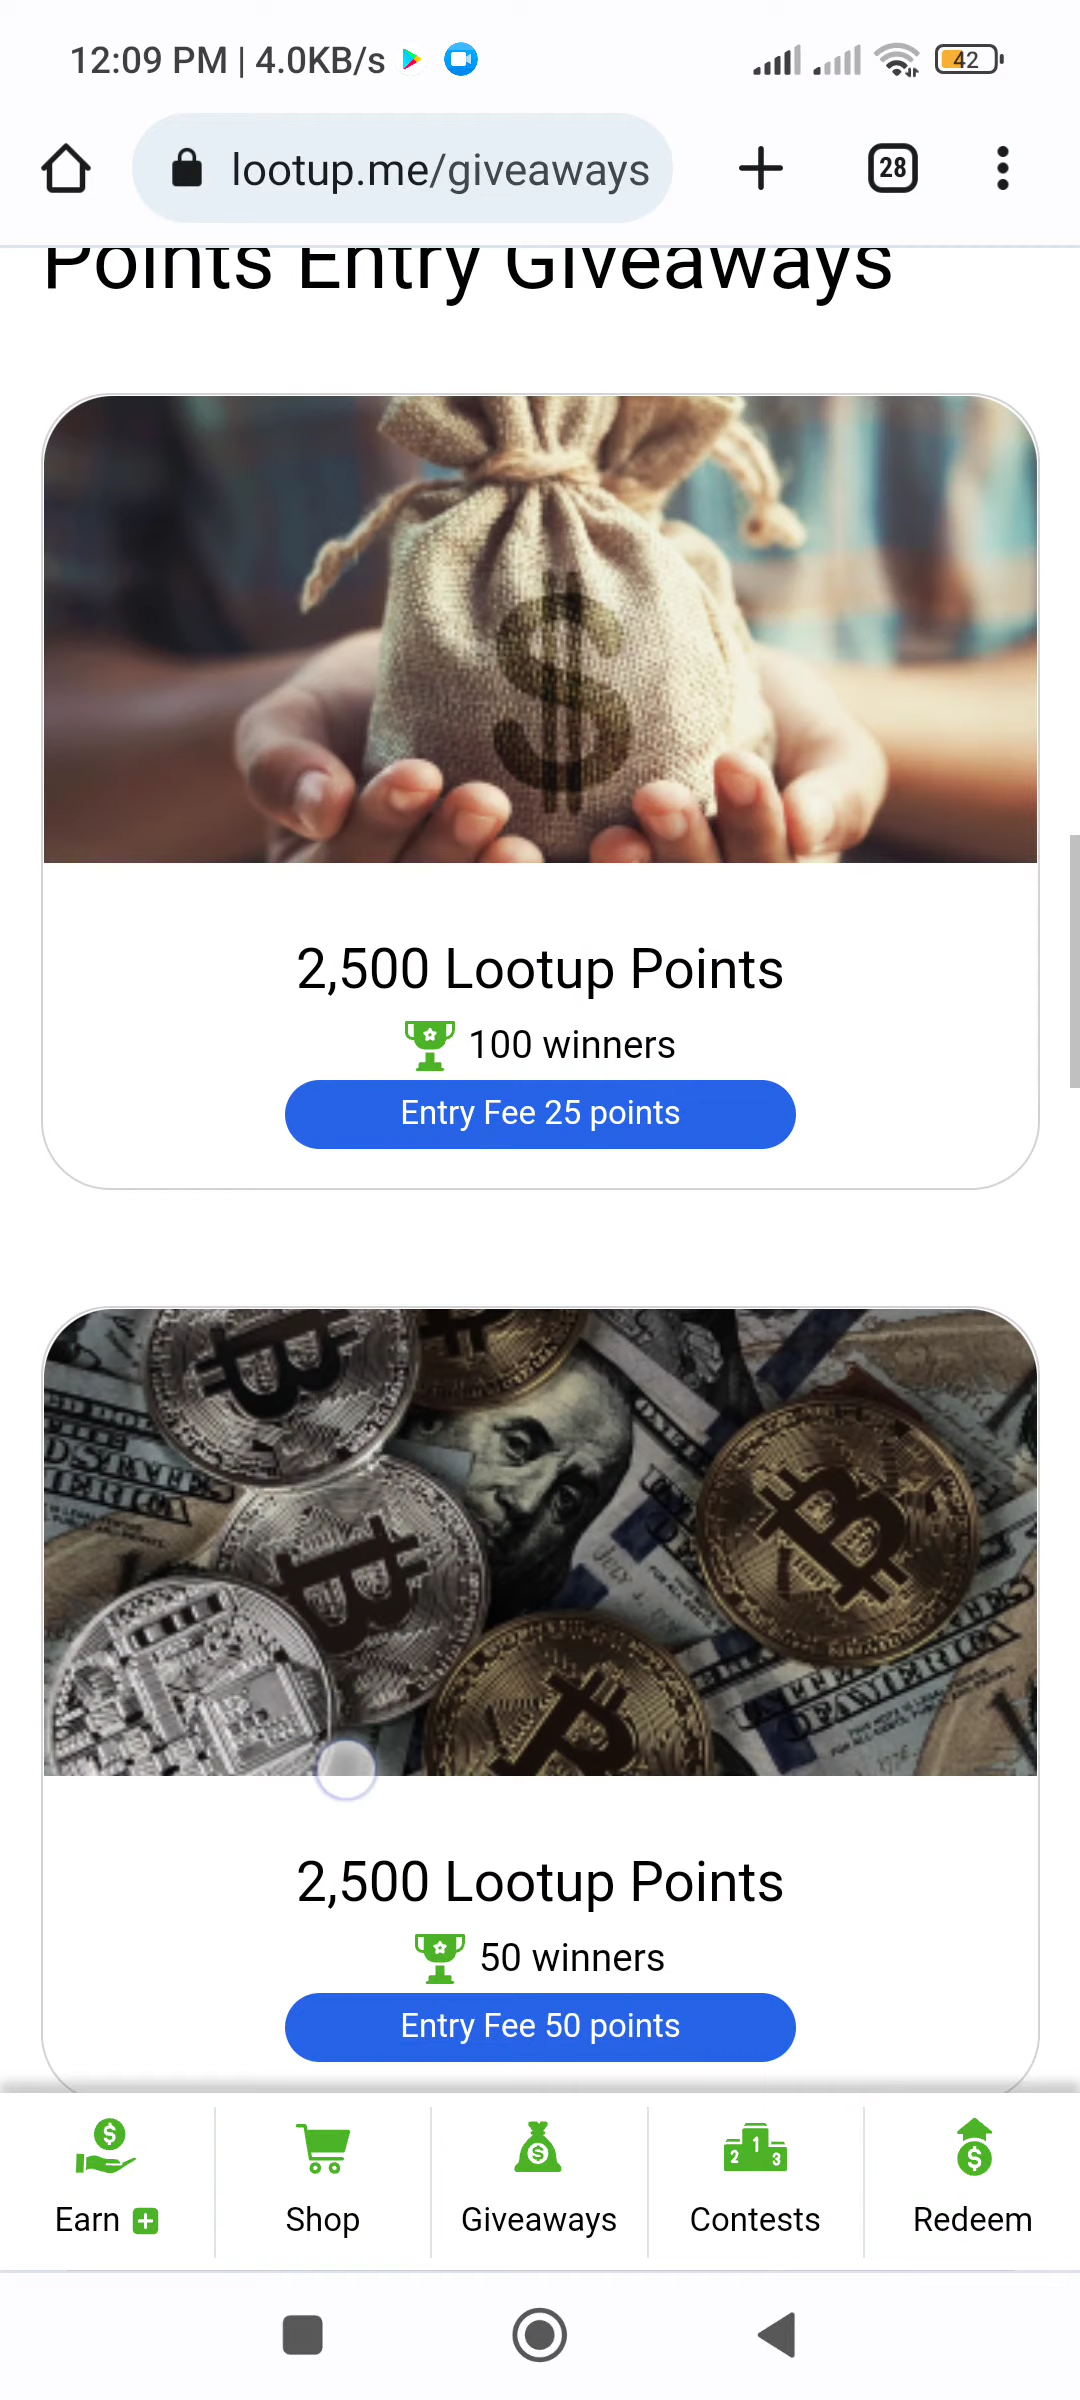 12:09 PM | 4.0KB/s
42
lootup.me/giveaways
28
Points Entry Giveaways
2,500 Lootup Points
100 winners
Entry Fee 25 points
2,500 Lootup Points
50 winners
Entry Fee 50 points
Earn
Shop
Giveaways
Contests
Redeem